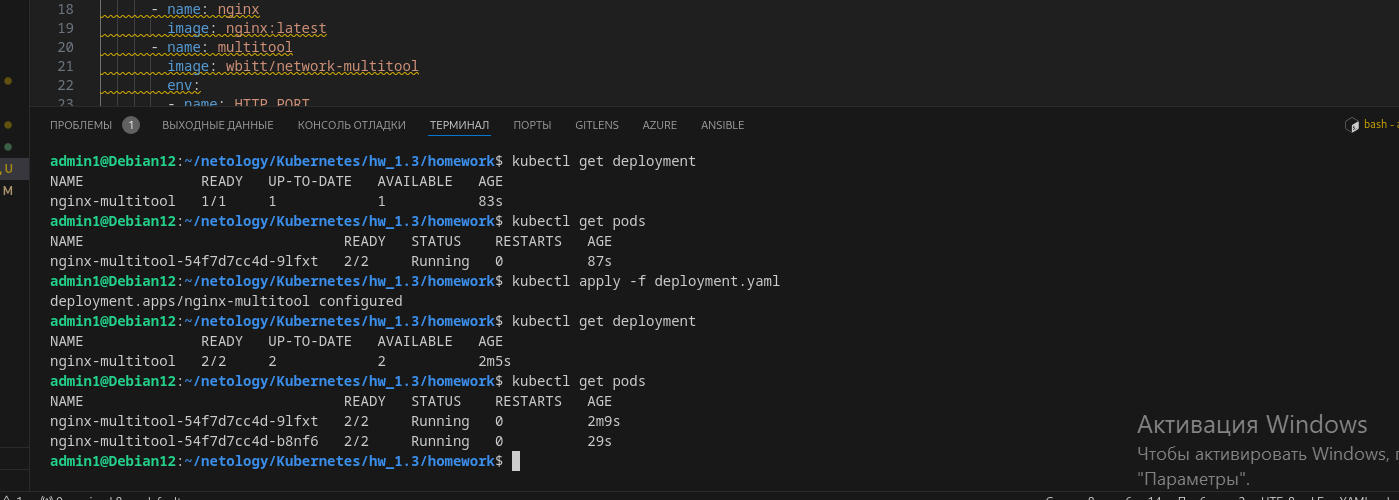 18 - name: nginx
19 image: nginx:latest
20 - name: multitool
21 image: wbitt/network-multitool
22 env:
23 - name: HTTP_PORT
ПРОБЛЕМЫ 1 ВЫХОДНЫЕ ДАННЫЕ КОНСОЛЬ ОТЛАДКИ ТЕРМИНАЛ ПОРТЫ GITLENS AZURE ANSIBLE bash -
U
M
admin1@Debian12:~/netology/Kubernetes/hw_1.3/homework$ kubectl get deployment
NAME READY UP-TO-DATE AVAILABLE AGE
nginx-multitool 1/1 1 1 83s
admin1@Debian12:~/netology/Kubernetes/hw_1.3/homework$ kubectl get pods
NAME READY STATUS RESTARTS AGE
nginx-multitool-54f7d7cc4d-9lfxt 2/2 Running 0 87s
admin1@Debian12:~/netology/Kubernetes/hw_1.3/homework$ kubectl apply -f deployment.yaml
deployment.apps/nginx-multitool configured
admin1@Debian12:~/netology/Kubernetes/hw_1.3/homework$ kubectl get deployment
NAME READY UP-TO-DATE AVAILABLE AGE
nginx-multitool 2/2 2 2 2m5s
admin1@Debian12:~/netology/Kubernetes/hw_1.3/homework$ kubectl get pods
NAME READY STATUS RESTARTS AGE
nginx-multitool-54f7d7cc4d-9lfxt 2/2 Running 0 2m9s
nginx-multitool-54f7d7cc4d-b8nf6 2/2 Running 0 29s
admin1@Debian12:~/netology/Kubernetes/hw_1.3/homework$
Активация Windows
Чтобы активировать Windows,
"Параметры".